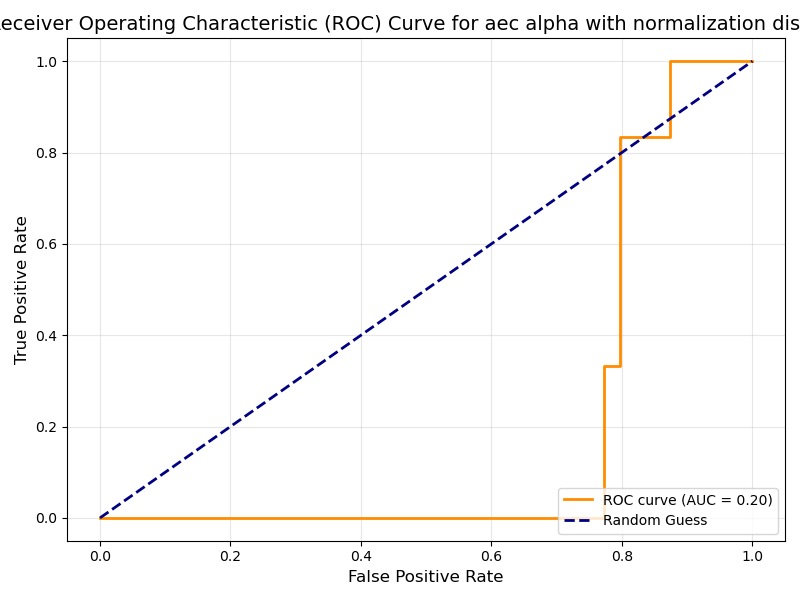 eceiver Operating Characteristic (ROC) Curve for aec alpha with normalization dis
True Positive Rate
1.0
0.8
0.6
0.4
0.2
0.0
ROC curve (AUC = 0.20)
Random Guess
0.0 0.2 0.4 0.6 0.8 1.0
False Positive Rate